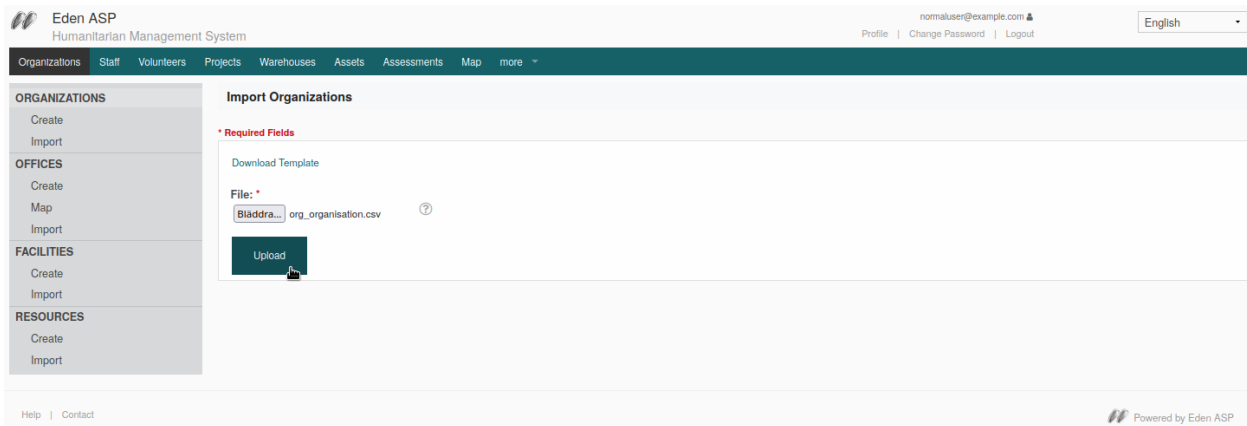 Eden ASP
Humanitarian Management System
normaluser@example.com
Profile | Change Password | Logout
English
Organizations Staff Volunteers Projects Warehouses Assets Assessments Map more
ORGANIZATIONS
Create
Import
OFFICES
Create
Map
Import
FACILITIES
Create
Import
RESOURCES
Create
Import
Import Organizations
* Required Fields
Download Template
File: *
Bläddra... org_organisation.csv ?
Upload
Help | Contact
Powered by Eden ASP